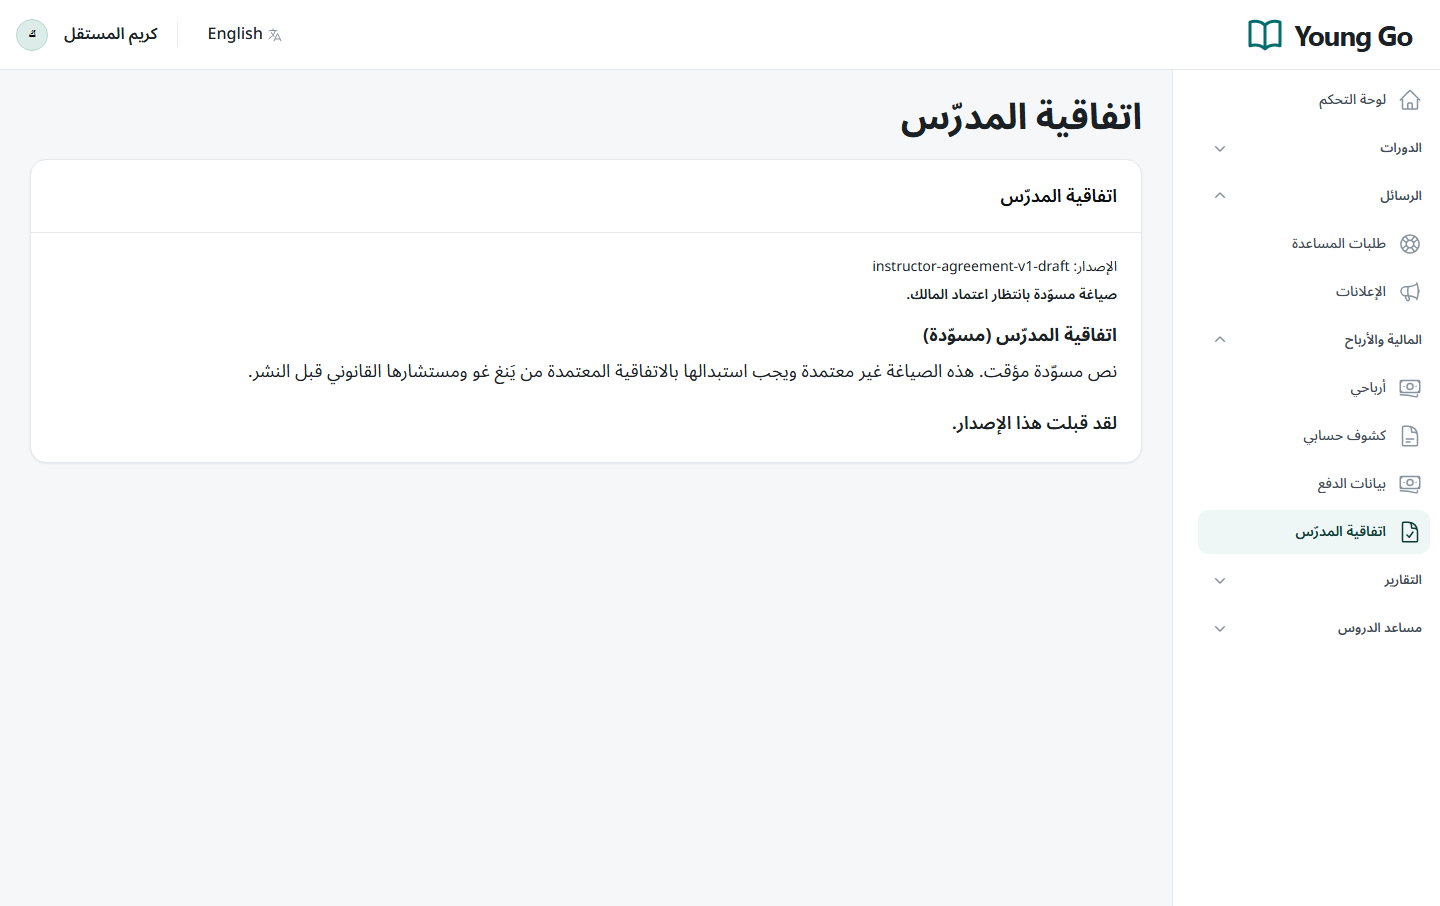 Young Go
English
كريم المستقل
ك
لوحة التحكم
الدورات
الرسائل
طلبات المساعدة
الإعلانات
المالية والأرباح
أرباحي
كشوف حسابي
بيانات الدفع
اتفاقية المدرّس
التقارير
مساعد الدروس
اتفاقية المدرّس
اتفاقية المدرّس
الإصدار: instructor-agreement-v1-draft
صياغة مسوّدة بانتظار اعتماد المالك.
اتفاقية المدرّس (مسوّدة)
نص مسوّدة مؤقت. هذه الصياغة غير معتمدة ويجب استبدالها بالاتفاقية المعتمدة من يَنغ غو ومستشارها القانوني قبل النشر.
لقد قبلت هذا الإصدار.